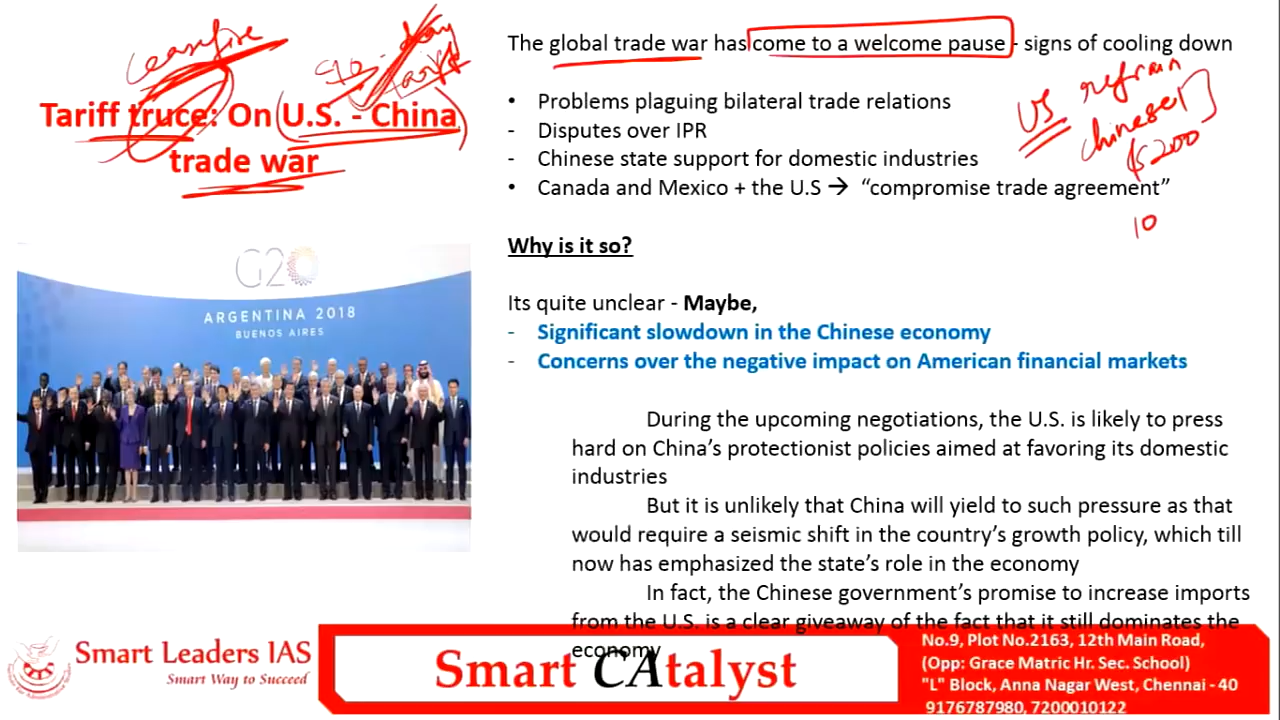 ceasefire
90-day
tariff
Tariff truce: On U.S. - China
trade war
The global trade war has come to a welcome pause - signs of cooling down
• Problems plaguing bilateral trade relations
- Disputes over IPR
- Chinese state support for domestic industries
• Canada and Mexico + the U.S → “compromise trade agreement”
US refrain
chinese
$200
10
Why is it so?
Its quite unclear - Maybe,
- Significant slowdown in the Chinese economy
- Concerns over the negative impact on American financial markets
During the upcoming negotiations, the U.S. is likely to press
hard on China’s protectionist policies aimed at favoring its domestic
industries
But it is unlikely that China will yield to such pressure as that
would require a seismic shift in the country’s growth policy, which till
now has emphasized the state’s role in the economy
In fact, the Chinese government’s promise to increase imports
from the U.S. is a clear giveaway of the fact that it still dominates the
economy
G20
ARGENTINA 2018
BUENOS AIRES
Smart Leaders IAS
Smart Way to Succeed
Smart CAtalyst
No.9, Plot No.2163, 12th Main Road,
(Opp: Grace Matric Hr. Sec. School)
"L" Block, Anna Nagar West, Chennai - 40
9176787980, 7200010122